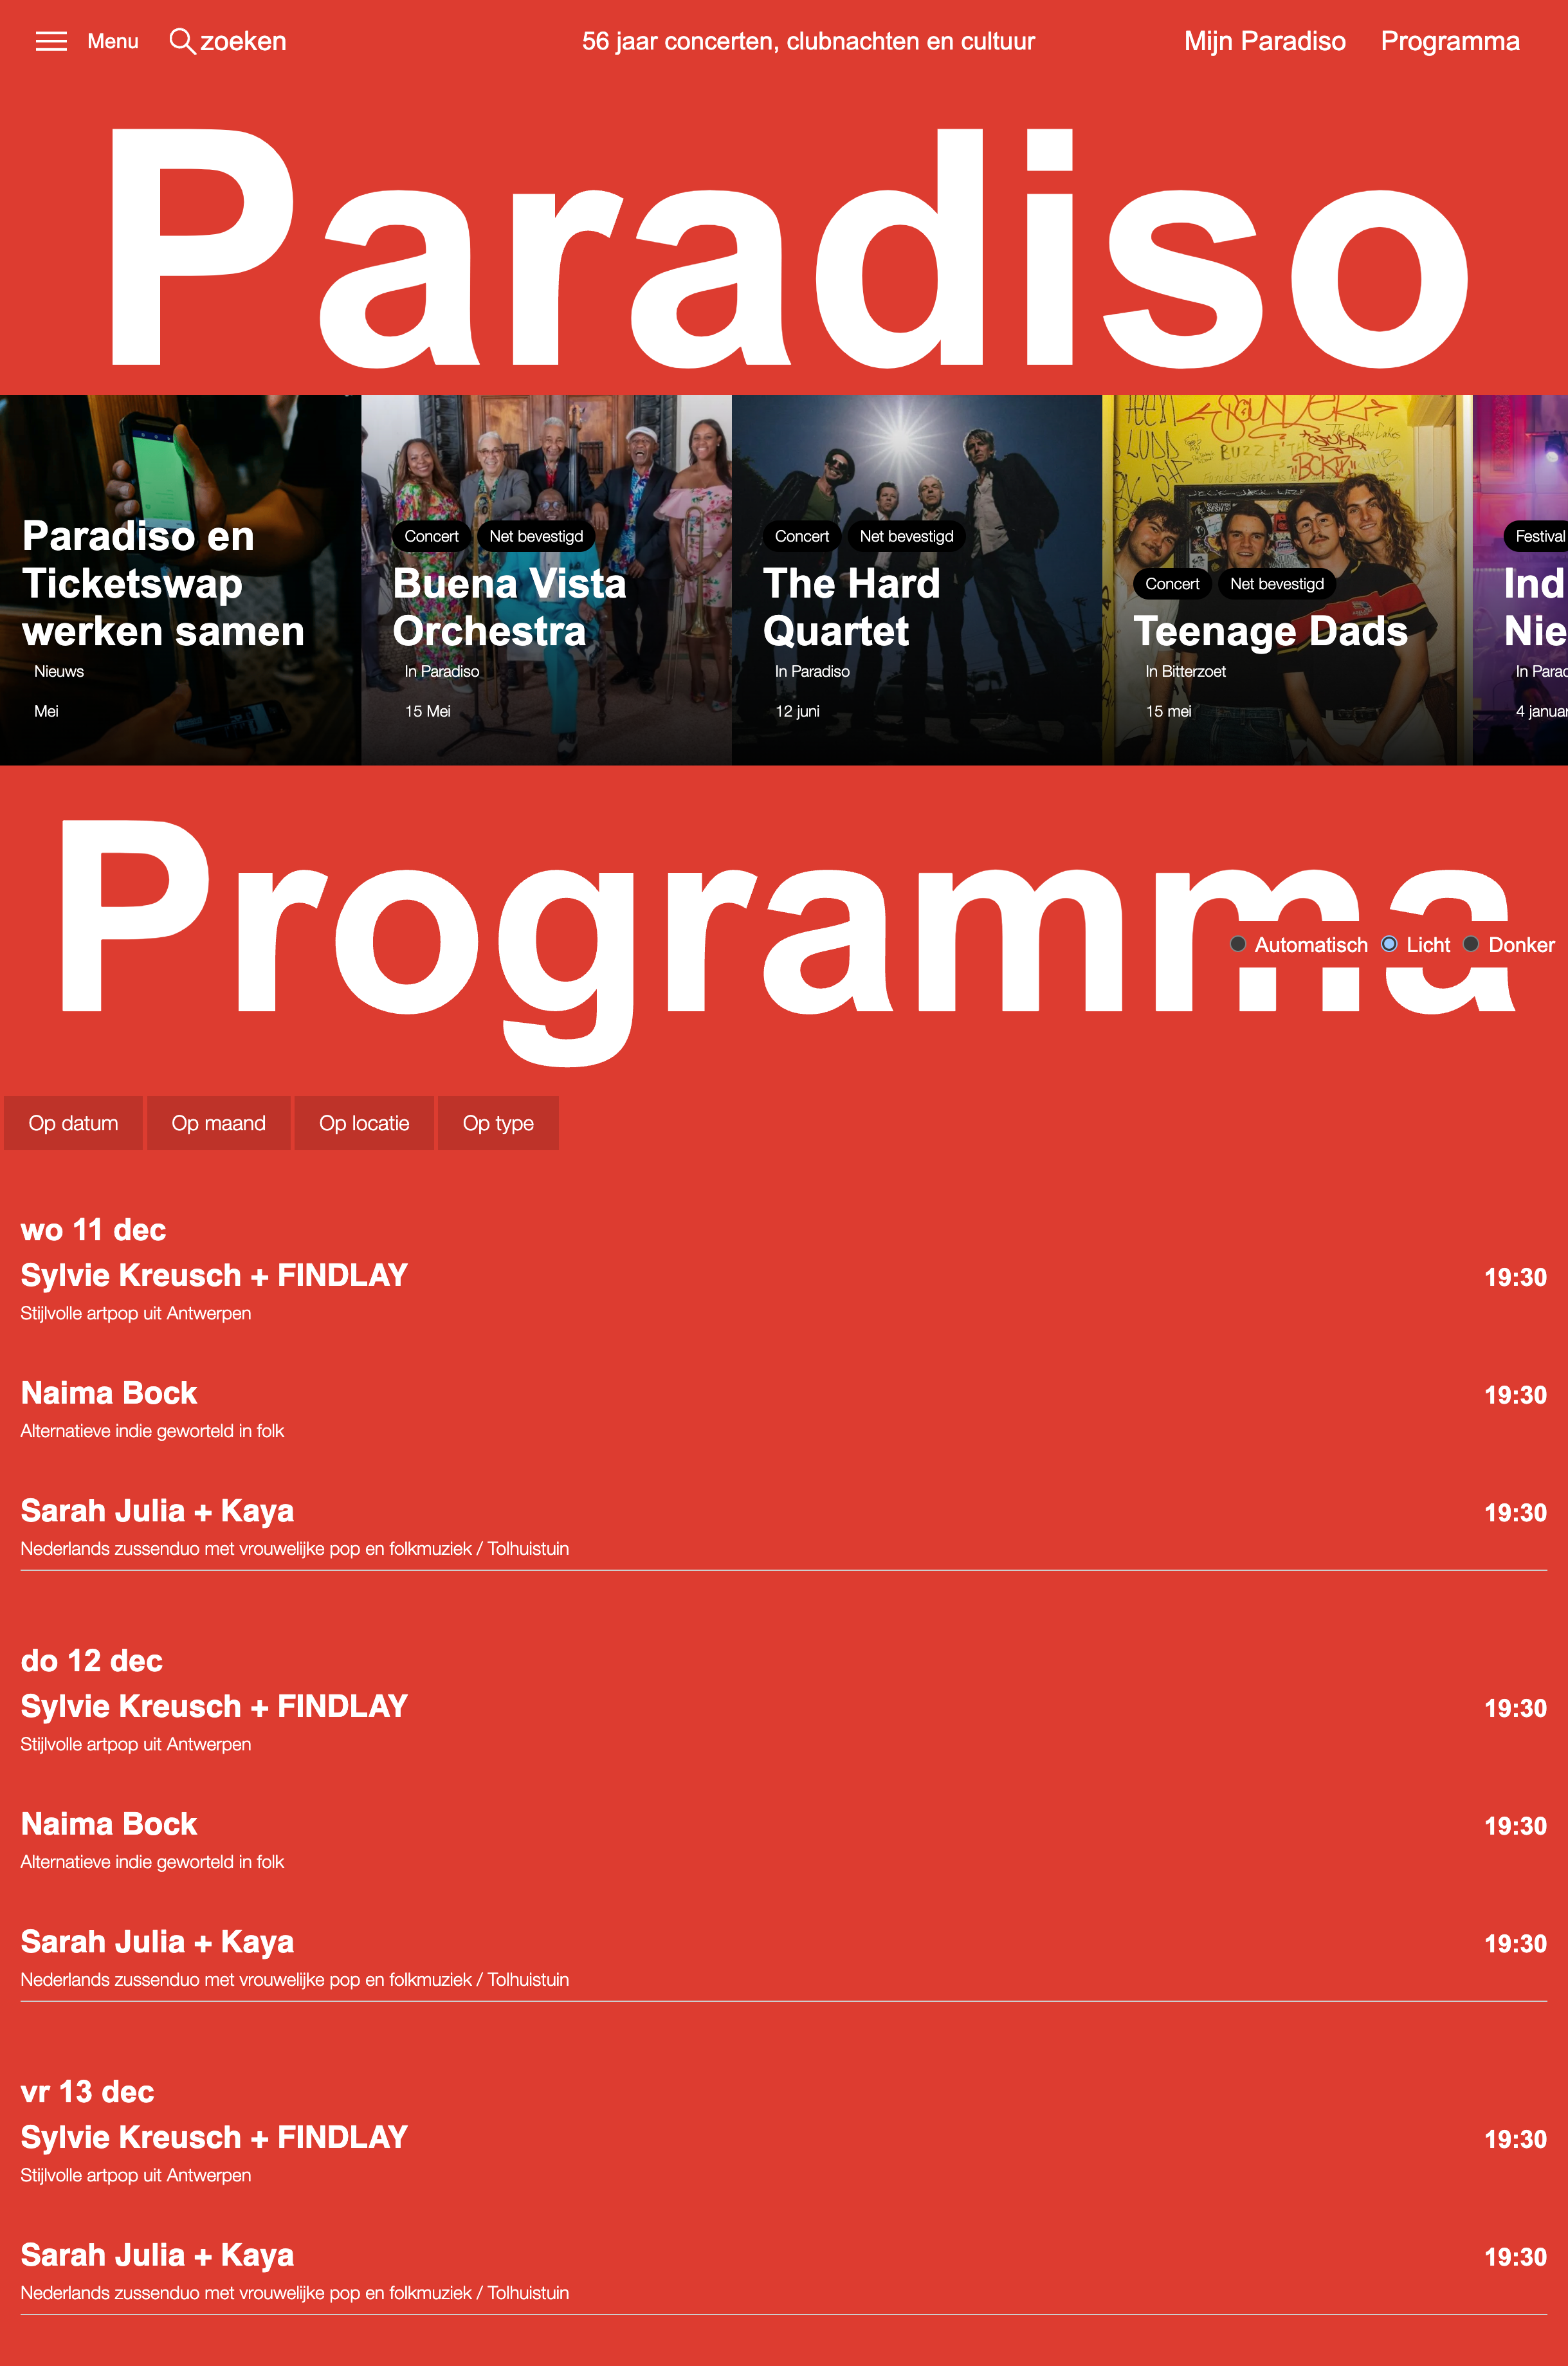 Menu
zoeken
56 jaar concerten, clubnachten en cultuur
Mijn Paradiso
Programma
Paradiso
Paradiso en
Ticketswap
werken samen
Nieuws
Mei
Concert
Net bevestigd
Buena Vista
Orchestra
In Paradiso
15 Mei
Concert
Net bevestigd
The Hard
Quartet
In Paradiso
12 juni
Concert
Net bevestigd
Teenage Dads
In Bitterzoet
15 mei
Festival
Ind
Nie
In Parad
4 januar
Programma
Automatisch
Licht
Donker
Op datum
Op maand
Op locatie
Op type
wo 11 dec
Sylvie Kreusch + FINDLAY
19:30
Stijlvolle artpop uit Antwerpen
Naima Bock
19:30
Alternatieve indie geworteld in folk
Sarah Julia + Kaya
19:30
Nederlands zussenduo met vrouwelijke pop en folkmuziek / Tolhuistuin
do 12 dec
Sylvie Kreusch + FINDLAY
19:30
Stijlvolle artpop uit Antwerpen
Naima Bock
19:30
Alternatieve indie geworteld in folk
Sarah Julia + Kaya
19:30
Nederlands zussenduo met vrouwelijke pop en folkmuziek / Tolhuistuin
vr 13 dec
Sylvie Kreusch + FINDLAY
19:30
Stijlvolle artpop uit Antwerpen
Sarah Julia + Kaya
19:30
Nederlands zussenduo met vrouwelijke pop en folkmuziek / Tolhuistuin